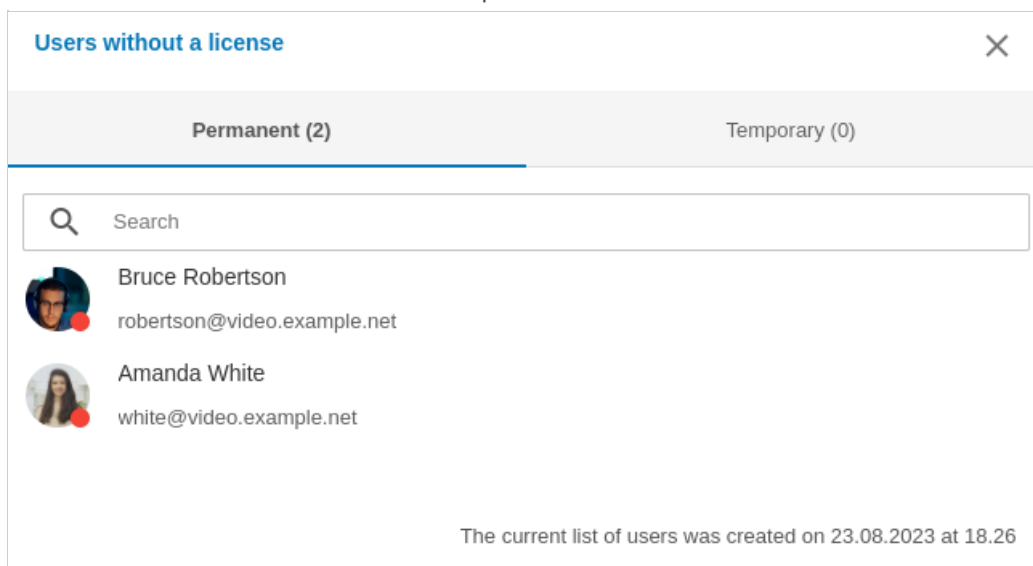 Users without a license
Permanent (2)
Temporary (0)
Search
Bruce Robertson
robertson@video.example.net
Amanda White
white@video.example.net
The current list of users was created on 23.08.2023 at 18.26